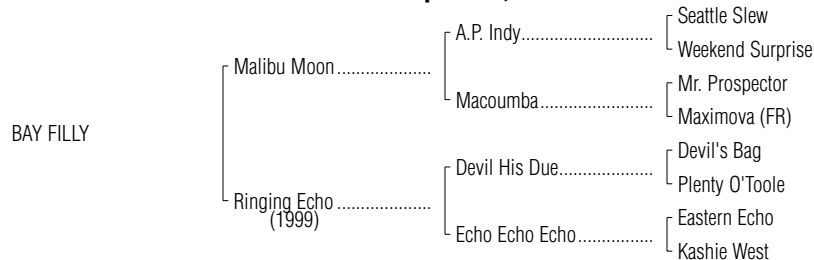 Seattle Slew
A.P. Indy
Weekend Surprise
Malibu Moon
Mr. Prospector
Macoumba
Maximova (FR)
BAY FILLY
Devil's Bag
Devil His Due
Plenty O'Toole
Ringing Echo
(1999)
Eastern Echo
Echo Echo Echo
Kashie West